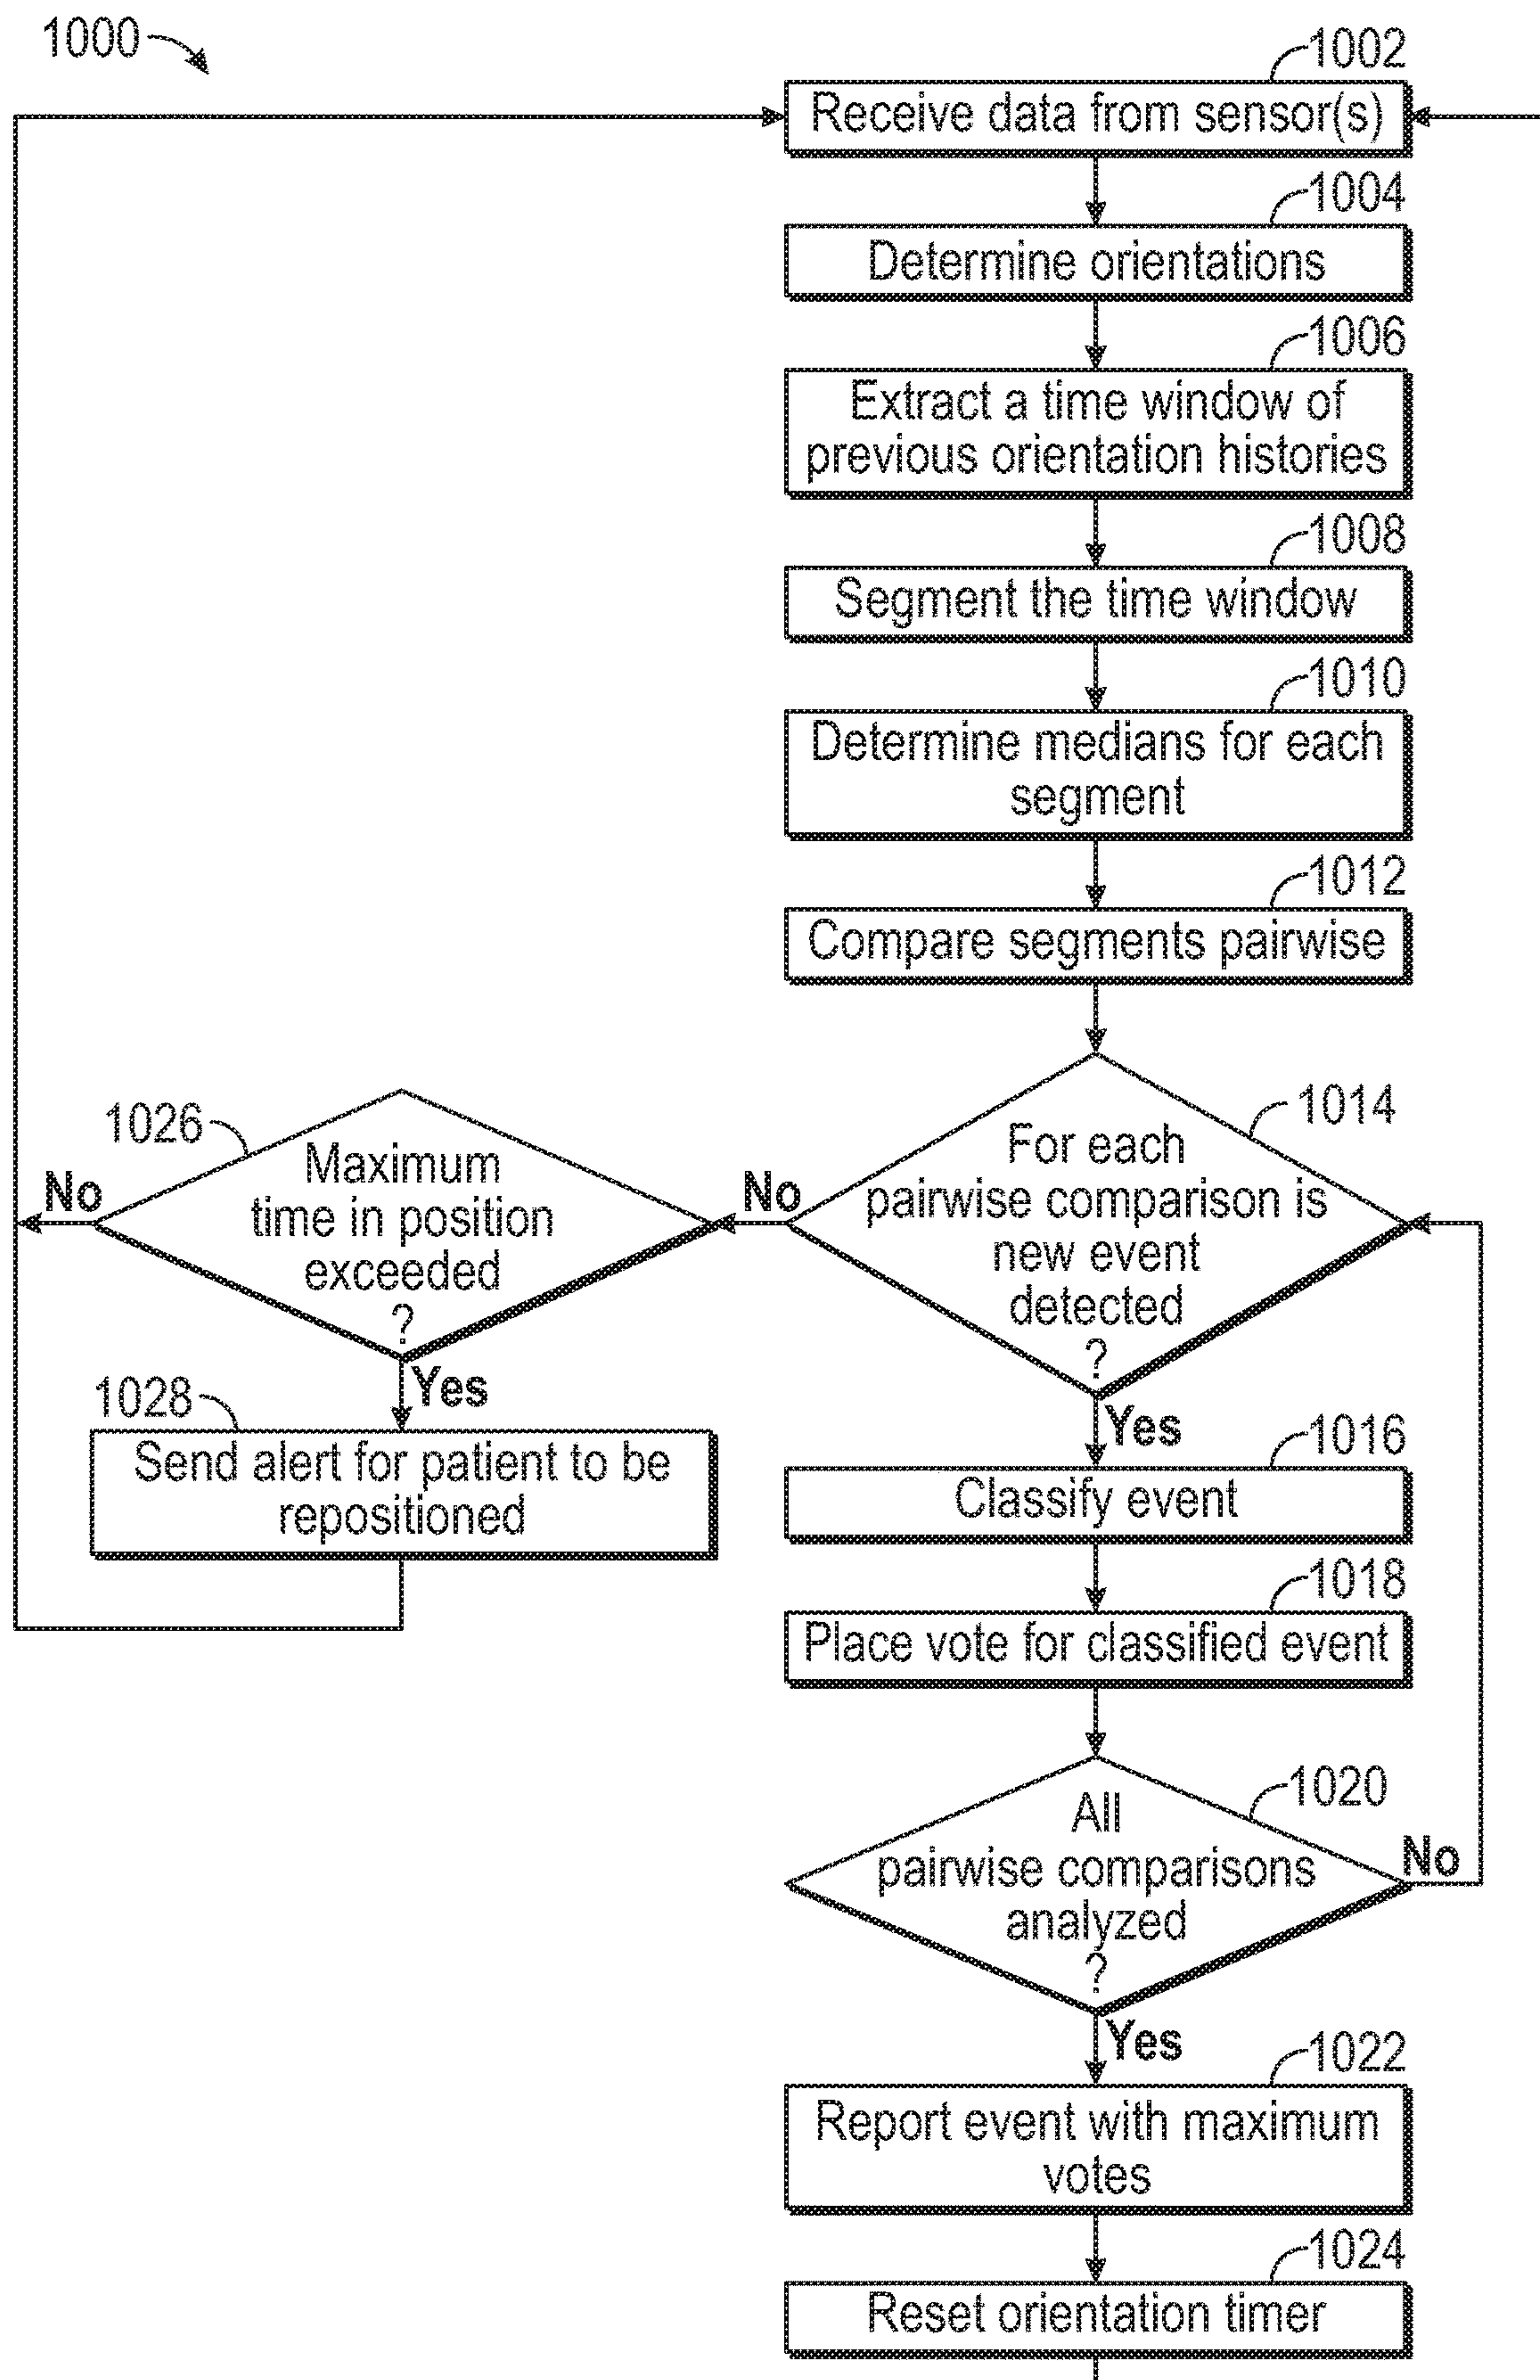 1000
1002
Receive data from sensor(s)
1004
Determine orientations
1006
Extract a time window of
previous orientation histories
1008
Segment the time window
1010
Determine medians for each
segment
1012
Compare segments pairwise
1014
For each
pairwise comparison is
new event
detected
?
No
Yes
1026
Maximum
time in position
exceeded
?
No
Yes
1028
Send alert for patient to be
repositioned
1016
Classify event
1018
Place vote for classified event
1020
All
pairwise comparisons
analyzed
?
No
Yes
1022
Report event with maximum
votes
1024
Reset orientation timer